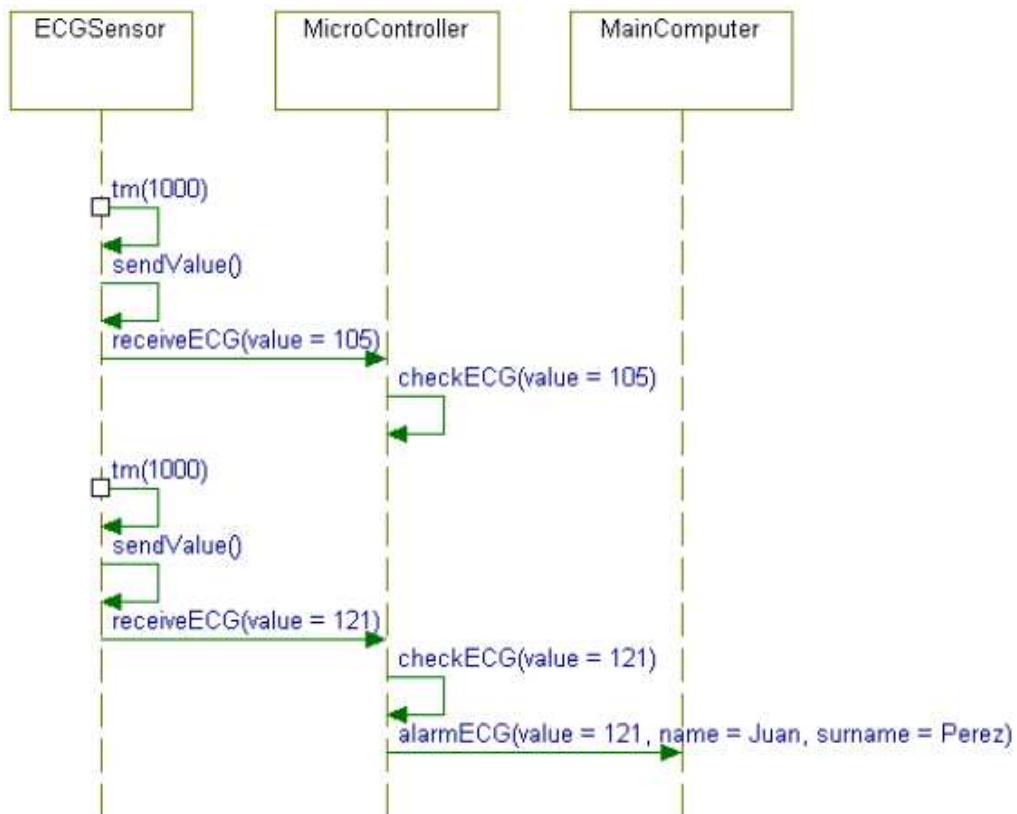 ECGSensor
MicroController
MainComputer
tm(1000)
sendValue()
receiveECG(value = 105)
checkECG(value = 105)
tm(1000)
sendValue()
receiveECG(value = 121)
checkECG(value = 121)
alarmECG(value = 121, name = Juan, surname = Perez)